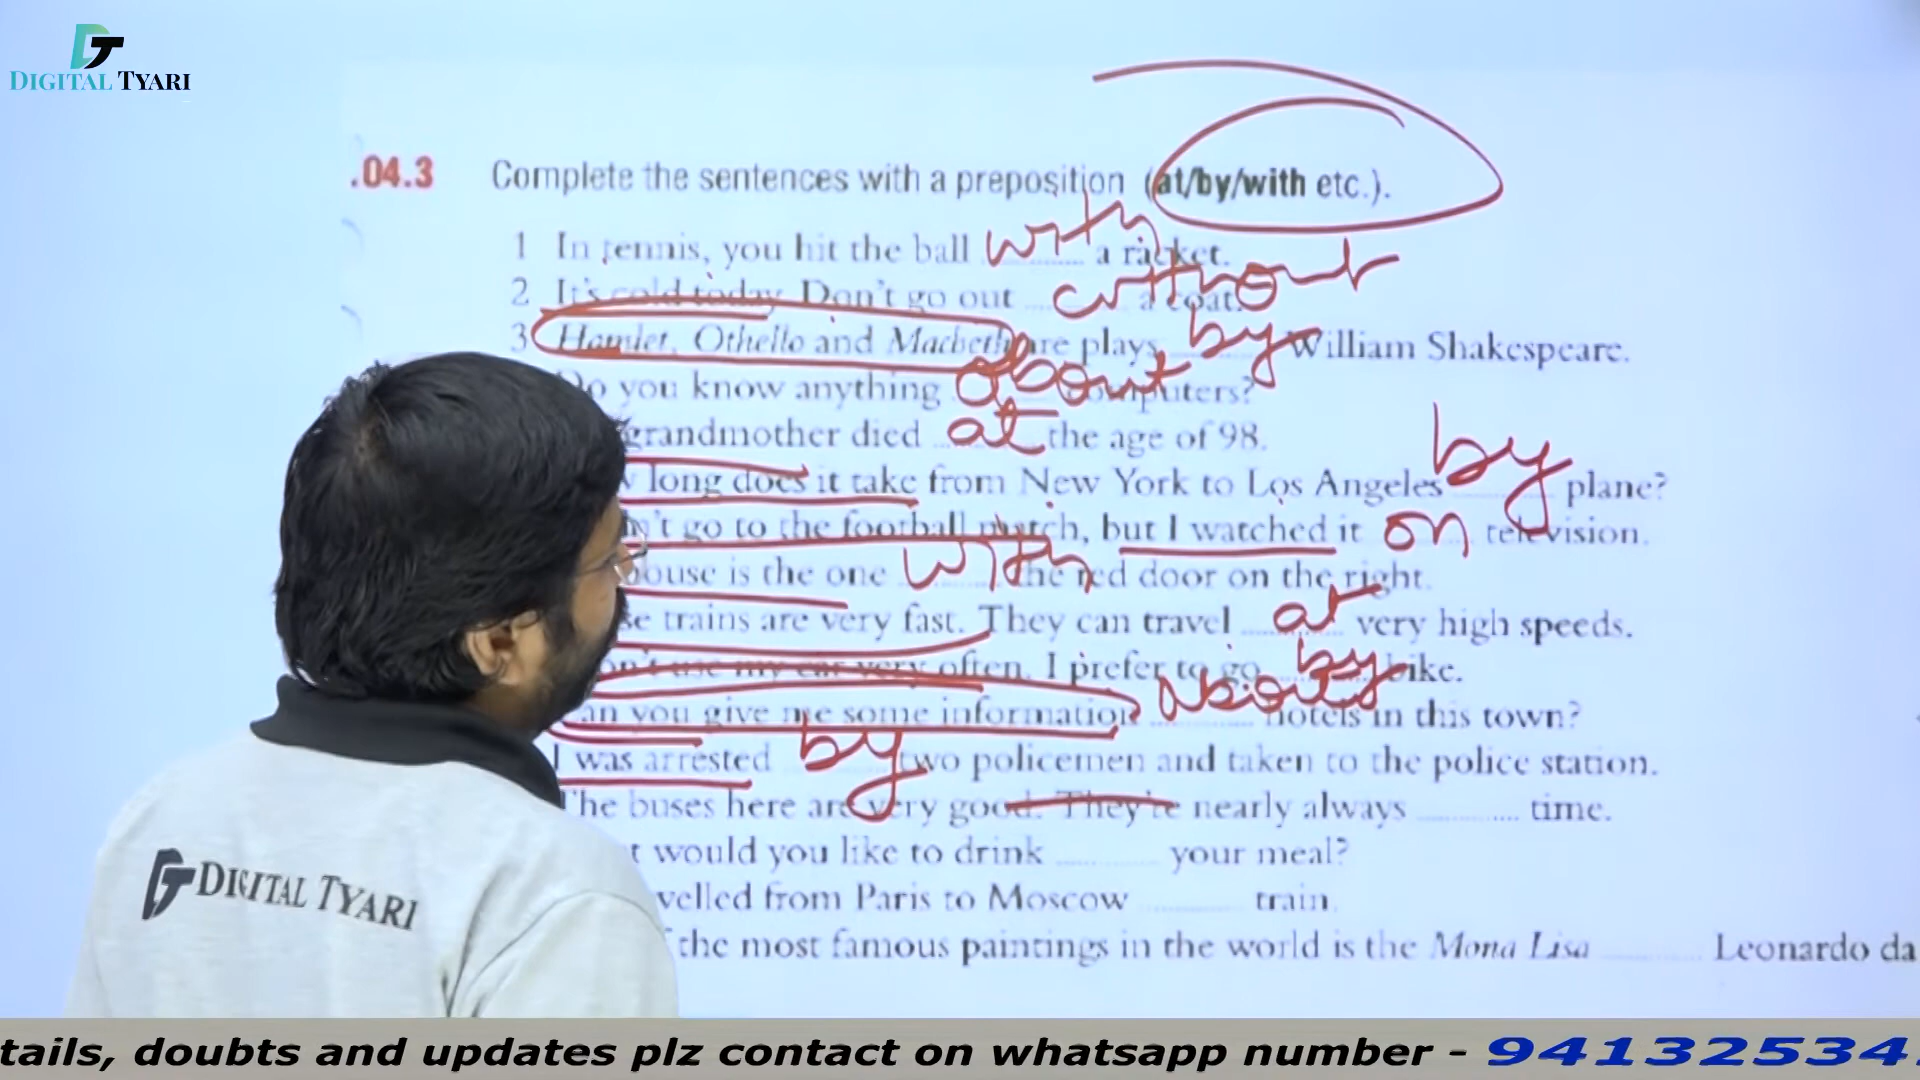 DT
DIGITAL TYARI
.04.3 Complete the sentences with a preposition (at/by/with etc.).
1 In tennis, you hit the ball with a racket.
2 It's cold today. Don't go out without a coat.
3 Hamlet, Othello and Macbeth are plays by William Shakespeare.
Do you know anything about computers?
grandmother died at the age of 98.
long does it take from New York to Los Angeles by plane?
n't go to the football match, but I watched it on television.
house is the one with the red door on the right.
se trains are very fast. They can travel at very high speeds.
on't use my car very often. I prefer to go by bike.
an you give me some information about hotels in this town?
I was arrested by two policemen and taken to the police station.
The buses here are very good. They're nearly always ......... time.
t would you like to drink ......... your meal?
velled from Paris to Moscow ......... train.
the most famous paintings in the world is the Mona Lisa ......... Leonardo da
DT DIGITAL TYARI
tails, doubts and updates plz contact on whatsapp number - 94132534